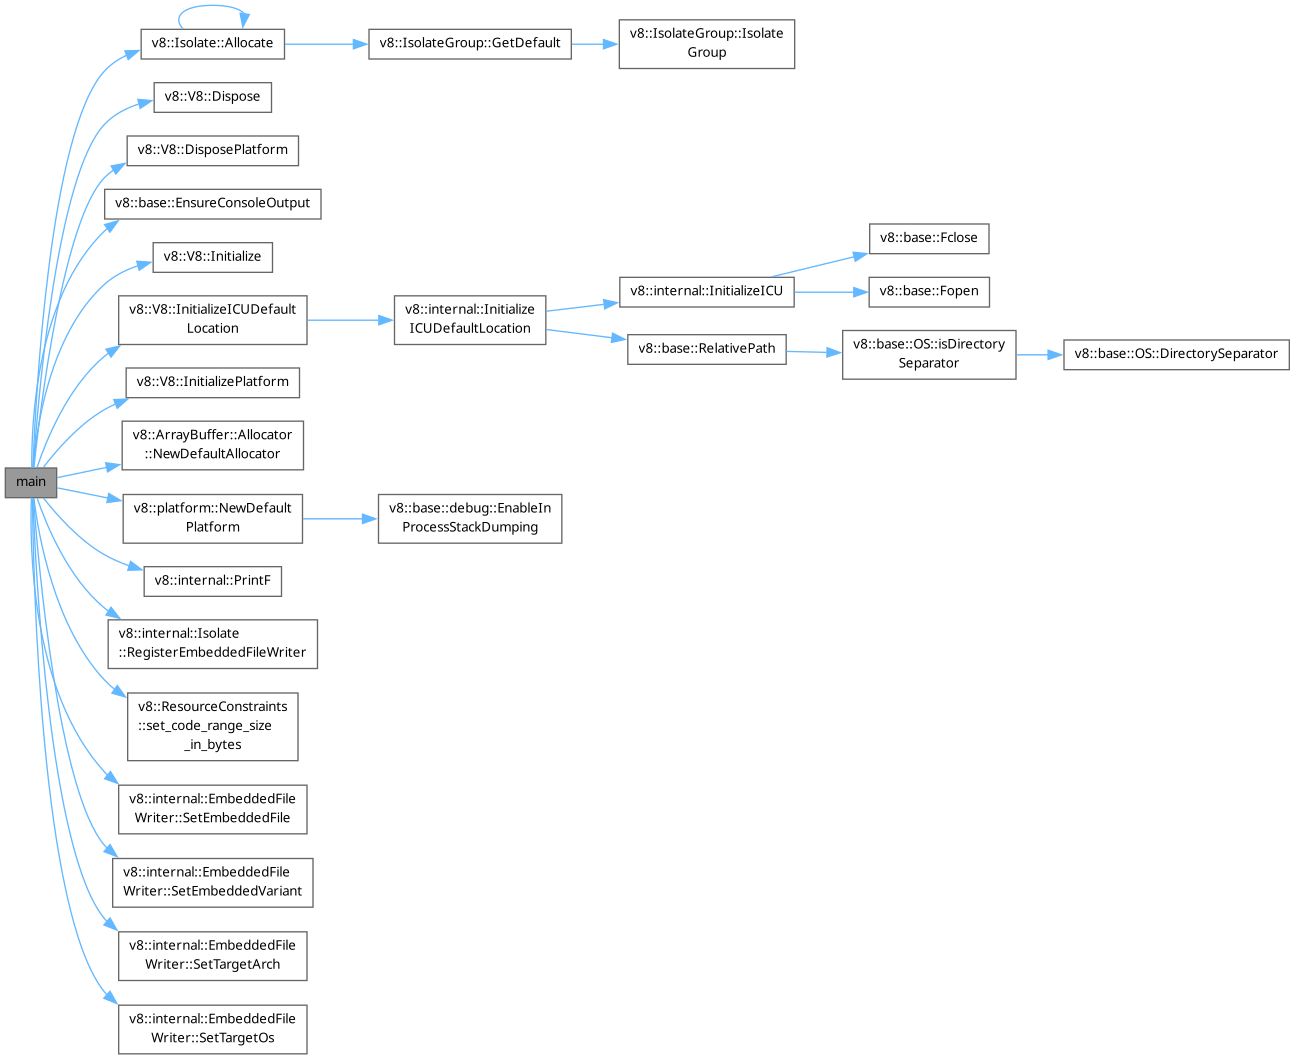 v8::Isolate::Allocate
v8::IsolateGroup::GetDefault
v8::IsolateGroup::Isolate
Group
v8::V8::Dispose
v8::V8::DisposePlatform
v8::base::EnsureConsoleOutput
v8::V8::Initialize
v8::V8::InitializeICUDefault
Location
v8::internal::Initialize
ICUDefaultLocation
v8::internal::InitializeICU
v8::base::Fclose
v8::base::Fopen
v8::base::RelativePath
v8::base::OS::isDirectory
Separator
v8::base::OS::DirectorySeparator
v8::V8::InitializePlatform
v8::ArrayBuffer::Allocator
::NewDefaultAllocator
main
v8::platform::NewDefault
Platform
v8::base::debug::EnableIn
ProcessStackDumping
v8::internal::PrintF
v8::internal::Isolate
::RegisterEmbeddedFileWriter
v8::ResourceConstraints
::set_code_range_size
_in_bytes
v8::internal::EmbeddedFile
Writer::SetEmbeddedFile
v8::internal::EmbeddedFile
Writer::SetEmbeddedVariant
v8::internal::EmbeddedFile
Writer::SetTargetArch
v8::internal::EmbeddedFile
Writer::SetTargetOs